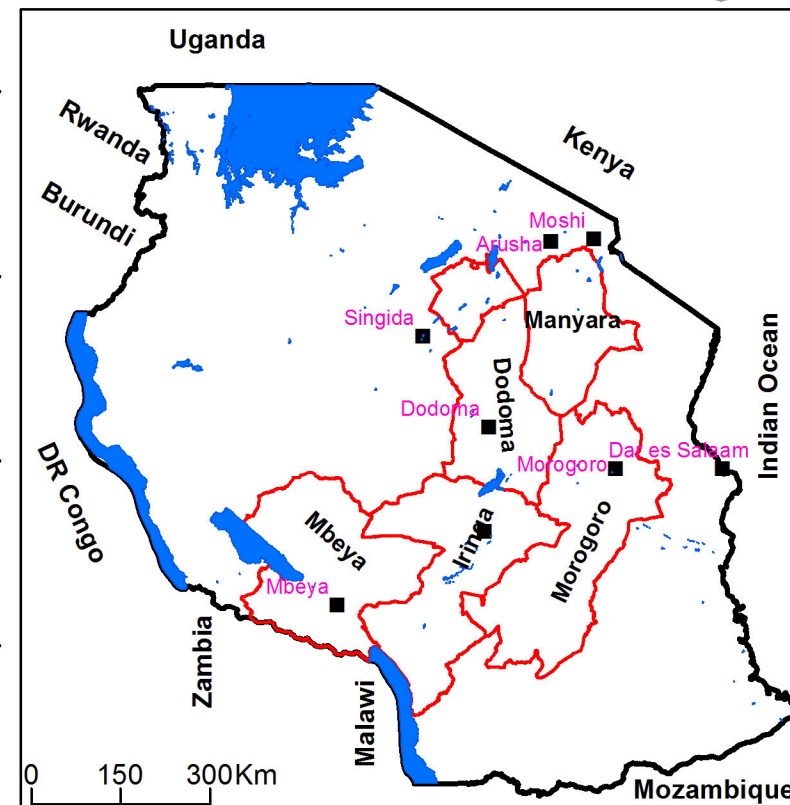 Uganda
Rwanda
Kenya
Burundi
Moshi
Arusha
Singida
Manyara
Indian Ocean
Dodoma
Dodoma
DR Congo
Morogoro
Dar es Salaam
Mbeya
Iringa
Morogoro
Mbeya
Zambia
Malawi
0 150 300Km
Mozambique